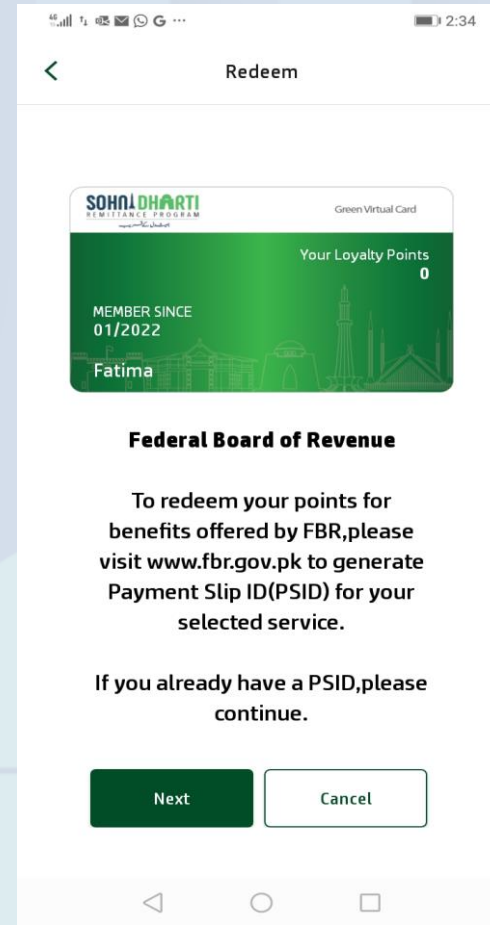 2:34
Redeem
SOHNI DHARTI
REMITTANCE PROGRAM
Green Virtual Card
Your Loyalty Points
0
MEMBER SINCE
01/2022
Fatima
Federal Board of Revenue
To redeem your points for
benefits offered by FBR,please
visit www.fbr.gov.pk to generate
Payment Slip ID(PSID) for your
selected service.
If you already have a PSID,please
continue.
Next
Cancel